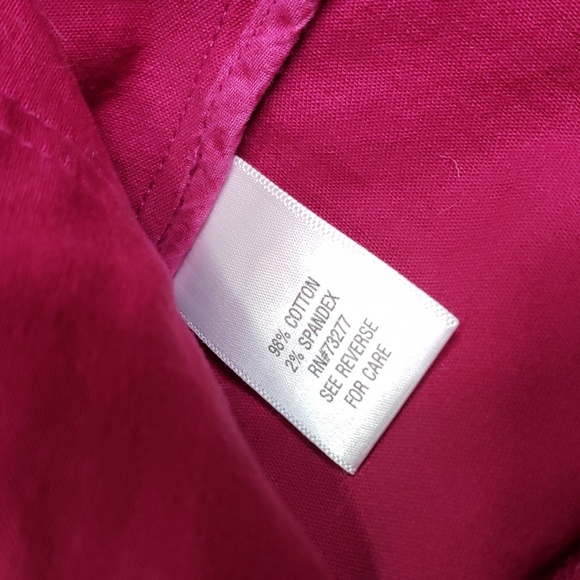 98% COTTON
2% SPANDEX
RN#73277
SEE REVERSE
FOR CARE